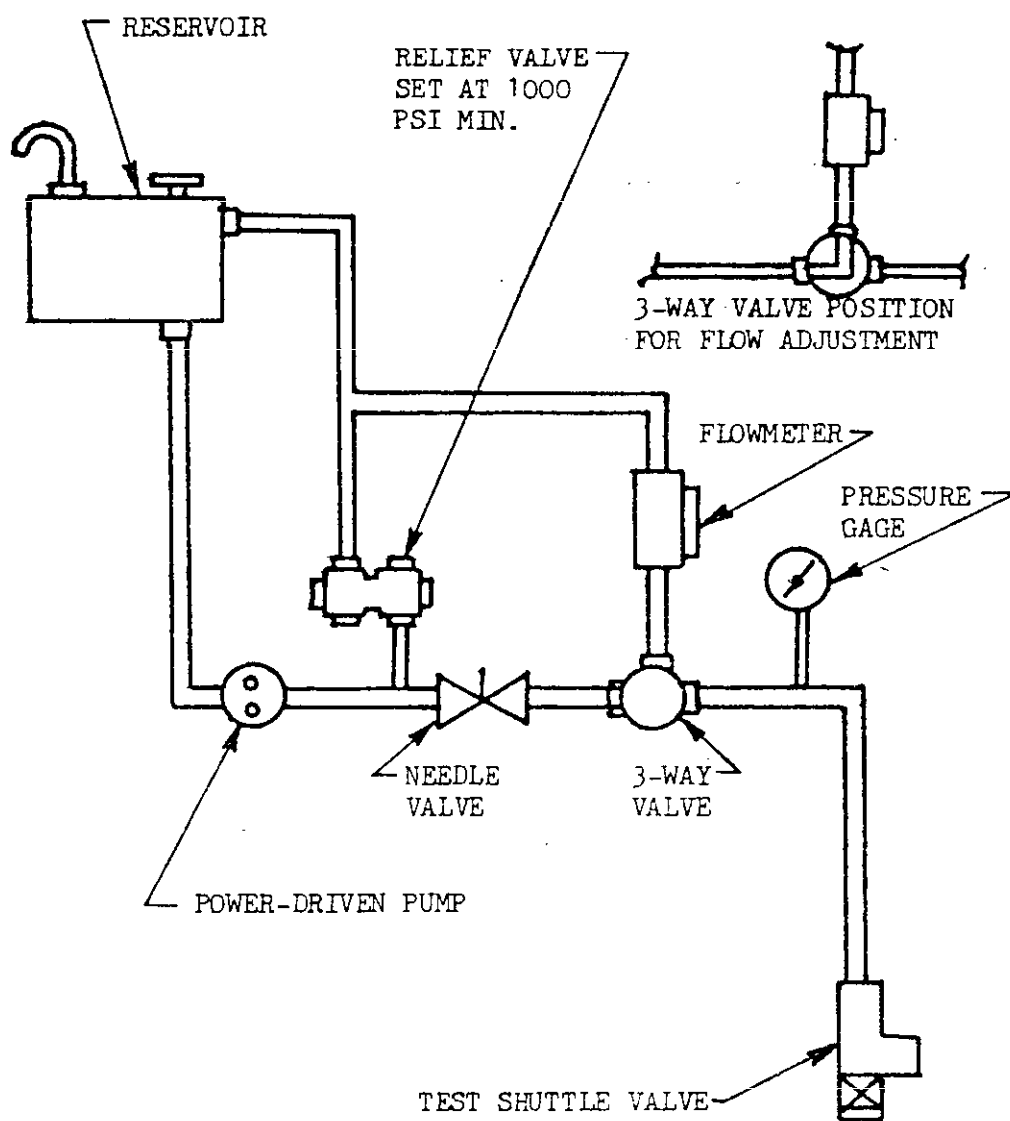 RESERVOIR
RELIEF VALVE
SET AT 1000
PSI MIN.
3-WAY VALVE POSITION
FOR FLOW ADJUSTMENT
FLOWMETER
PRESSURE
GAGE
NEEDLE
VALVE
3-WAY
VALVE
POWER-DRIVEN PUMP
TEST SHUTTLE VALVE